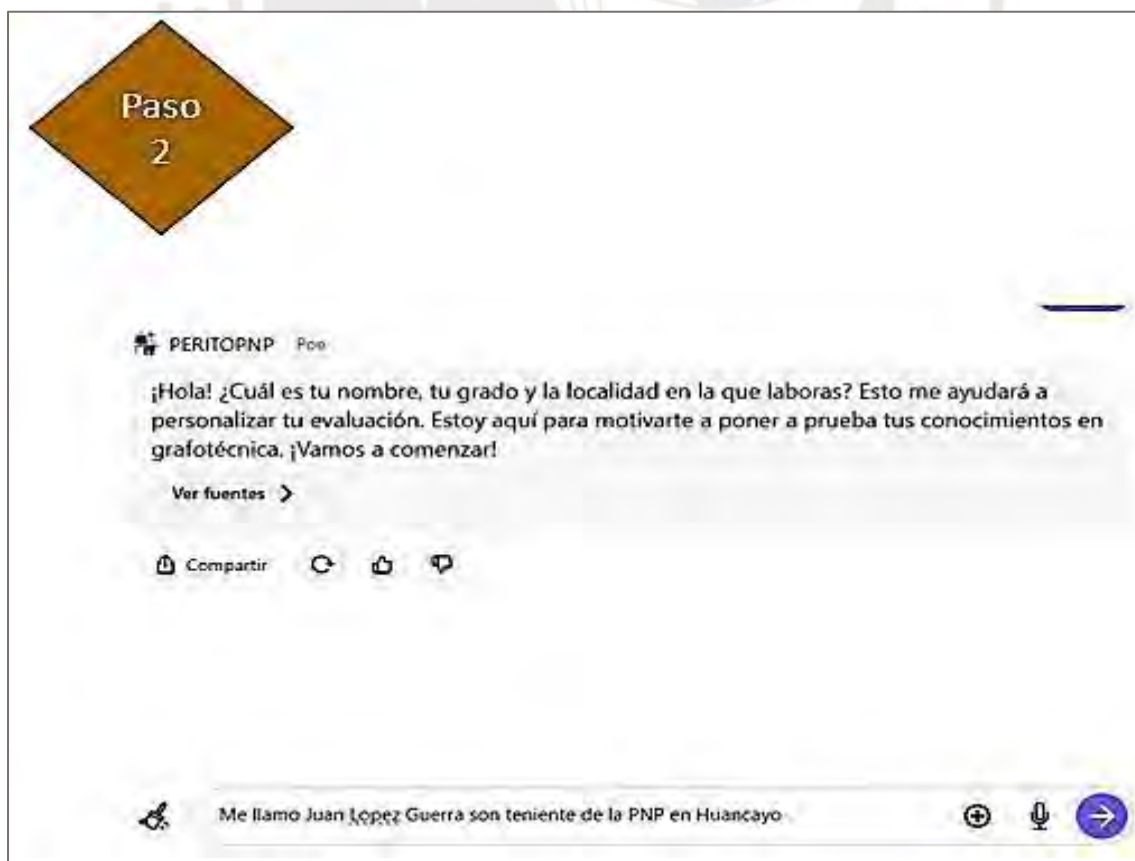 Paso
2
PERITOPNP Poe
¡Hola! ¿Cuál es tu nombre, tu grado y la localidad en la que laboras? Esto me ayudará a
personalizar tu evaluación. Estoy aquí para motivarte a poner a prueba tus conocimientos en
grafotécnica. ¡Vamos a comenzar!
Ver fuentes
Compartir
Me llamo Juan Lopez Guerra son teniente de la PNP en Huancayo